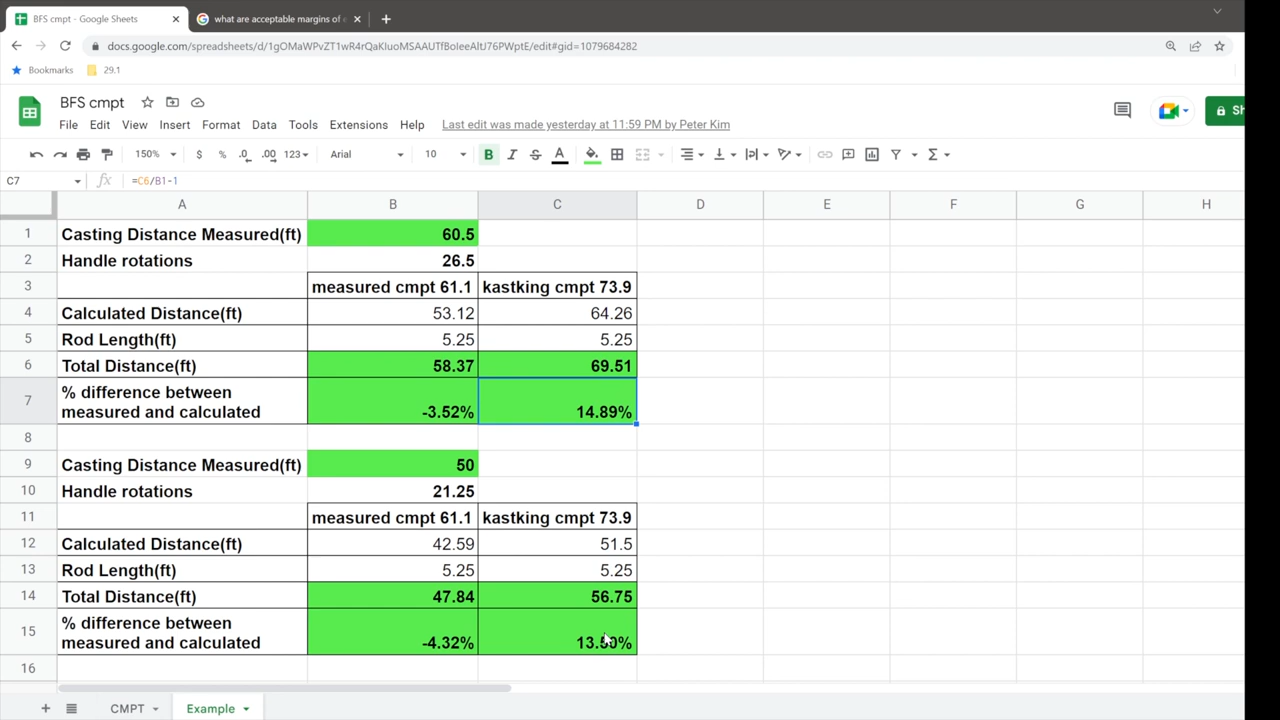 BFS cmpt - Google Sheets
what are acceptable margins of
docs.google.com/spreadsheets/d/1gOMaWPvZT1wR4rQaKIuoMSAAUTfBoIeeAltJ76PWptE/edit#gid=1079684282
Bookmarks 29.1
BFS cmpt
File Edit View Insert Format Data Tools Extensions Help Last edit was made yesterday at 11:59 PM by Peter Kim
150% $ % .0 .00 123 Arial 10 B I S A
C7 fx =C6/B1-1
A B C D E F G H
1 Casting Distance Measured(ft) 60.5
2 Handle rotations 26.5
3 measured cmpt 61.1 kastking cmpt 73.9
4 Calculated Distance(ft) 53.12 64.26
5 Rod Length(ft) 5.25 5.25
6 Total Distance(ft) 58.37 69.51
7 % difference between
measured and calculated -3.52% 14.89%
8
9 Casting Distance Measured(ft) 50
10 Handle rotations 21.25
11 measured cmpt 61.1 kastking cmpt 73.9
12 Calculated Distance(ft) 42.59 51.5
13 Rod Length(ft) 5.25 5.25
14 Total Distance(ft) 47.84 56.75
15 % difference between
measured and calculated -4.32% 13.50%
16
CMPT Example